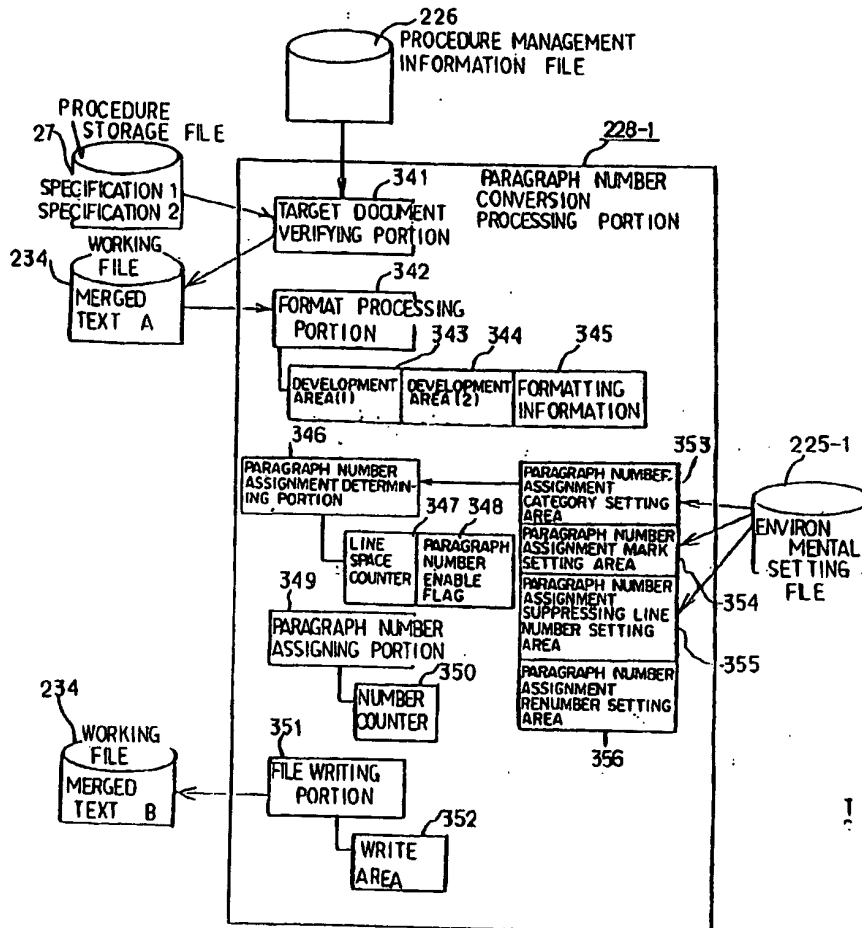 226
PROCEDURE MANAGEMENT
INFORMATION FILE
PROCEDURE
STORAGE FILE
27
SPECIFICATION 1
SPECIFICATION 2
228-1
PARAGRAPH NUMBER
CONVERSION
PROCESSING PORTION
341
TARGET DOCUMENT
VERIFYING PORTION
234
WORKING
FILE
MERGED
TEXT A
342
FORMAT PROCESSING
PORTION
343
344
345
DEVELOPMENT
AREA(1)
DEVELOPMENT
AREA(2)
FORMATTING
INFORMATION
346
PARAGRAPH NUMBER
ASSIGNMENT DETERMIN-
ING PORTION
347
348
LINE
SPACE
COUNTER
PARAGRAPH
NUMBER
ENABLE
FLAG
353
PARAGRAPH NUMBER
ASSIGNMENT
CATEGORY SETTING
AREA
PARAGRAPH NUMBER
ASSIGNMENT MARK
SETTING AREA
PARAGRAPH NUMBER
ASSIGNMENT
SUPPRESSING LINE
NUMBER SETTING
AREA
PARAGRAPH NUMBER
ASSIGNMENT
RENUMBER SETTING
AREA
354
355
356
225-1
ENVIRON
MENTAL
SETTING
FILE
349
PARAGRAPH NUMBER
ASSIGNING PORTION
350
NUMBER
COUNTER
234
WORKING
FILE
MERGED
TEXT B
351
FILE WRITING
PORTION
352
WRITE
AREA